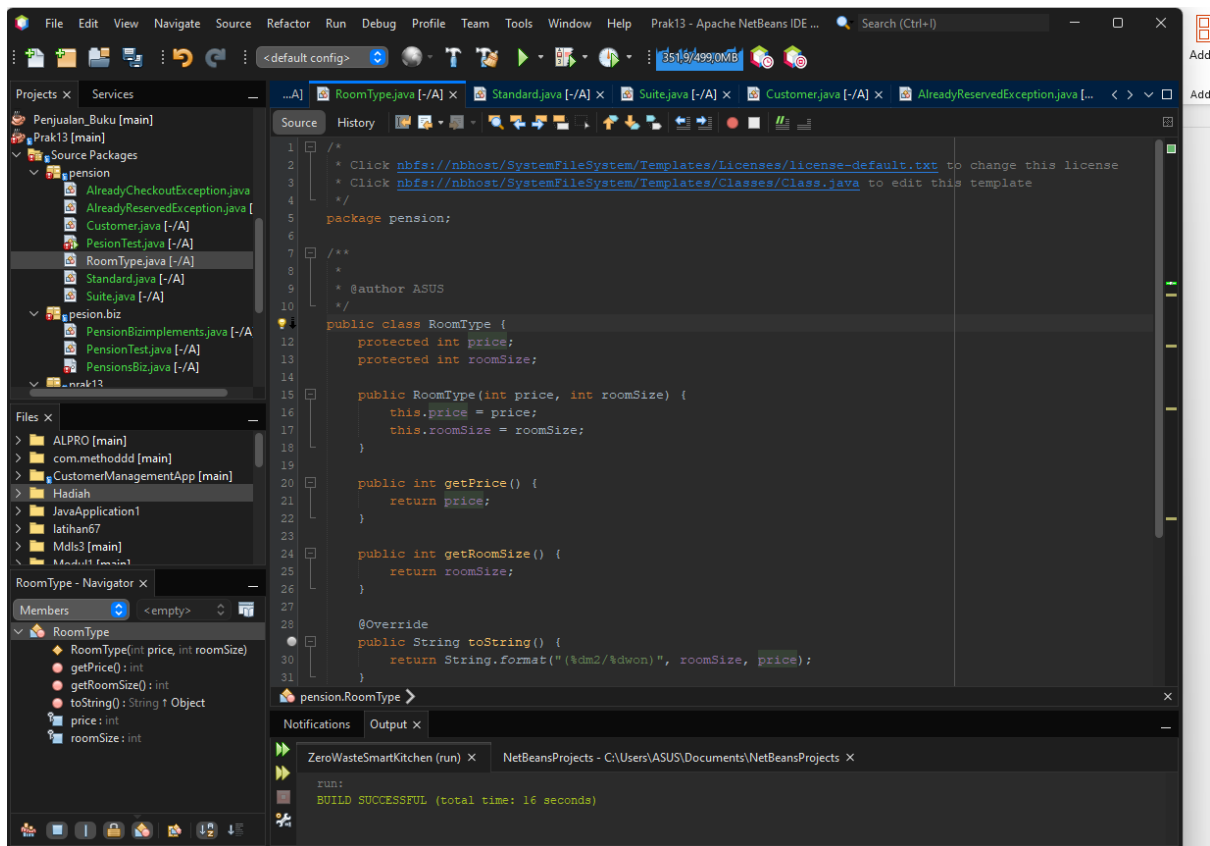 File Edit View Navigate Source Refactor Run Debug Profile Team Tools Window Help Prak13 - Apache NetBeans IDE ... Search (Ctrl+I)
<default config> 351,9/499,0MB
Add
Projects Services
...A] RoomType.java [-/A] Standard.java [-/A] Suite.java [-/A] Customer.java [-/A] AlreadyReservedException.java [...
Add
Source History
Penjualan_Buku [main]
Prak13 [main]
Source Packages
pension
AlreadyCheckoutException.java
AlreadyReservedException.java [
Customer.java [-/A]
PesionTest.java [-/A]
RoomType.java [-/A]
Standard.java [-/A]
Suite.java [-/A]
pesion.biz
PensionBizimplements.java [-/A
PensionTest.java [-/A]
PensionsBiz.java [-/A]
prak13
Files
ALPRO [main]
com.methoddd [main]
CustomerManagementApp [main]
Hadiah
JavaApplication1
latihan67
Mdls3 [main]
Modul1 [main]
RoomType - Navigator
Members <empty>
RoomType
RoomType(int price, int roomSize)
getPrice() : int
getRoomSize() : int
toString() : String ↑ Object
price : int
roomSize : int
1 /*
2 * Click nbfs://nbhost/SystemFileSystem/Templates/Licenses/license-default.txt to change this license
3 * Click nbfs://nbhost/SystemFileSystem/Templates/Classes/Class.java to edit this template
4 */
5 package pension;
6
7 /**
8 *
9 * @author ASUS
10 */
public class RoomType {
12 protected int price;
13 protected int roomSize;
14
15 public RoomType(int price, int roomSize) {
16 this.price = price;
17 this.roomSize = roomSize;
18 }
19
20 public int getPrice() {
21 return price;
22 }
23
24 public int getRoomSize() {
25 return roomSize;
26 }
27
28 @Override
public String toString() {
30 return String.format("(%dm2/%dwon)", roomSize, price);
31 }
pension.RoomType
Notifications Output
ZeroWasteSmartKitchen (run) NetBeansProjects - C:\Users\ASUS\Documents\NetBeansProjects
run:
BUILD SUCCESSFUL (total time: 16 seconds)